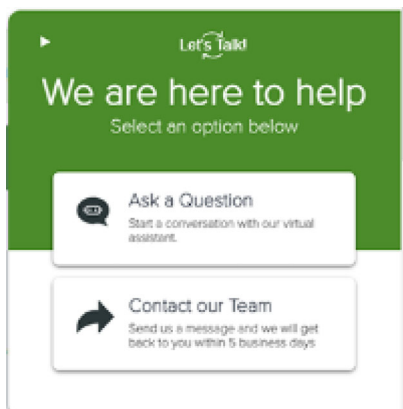 Let's Talk!
We are here to help
Select an option below
Ask a Question
Start a conversation with our virtual
assistant.
Contact our Team
Send us a message and we will get
back to you within 5 business days